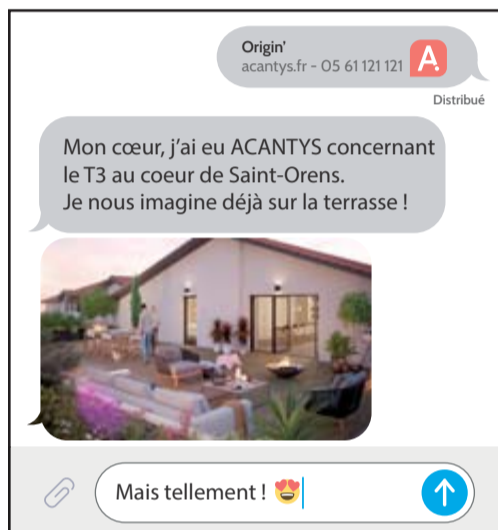 Origin'
acantys.fr - 05 61 121 121
A.
Distribué
Mon cœur, j'ai eu ACANTYS concernant
le T3 au coeur de Saint-Orens.
Je nous imagine déjà sur la terrasse !
Mais tellement ! 😍